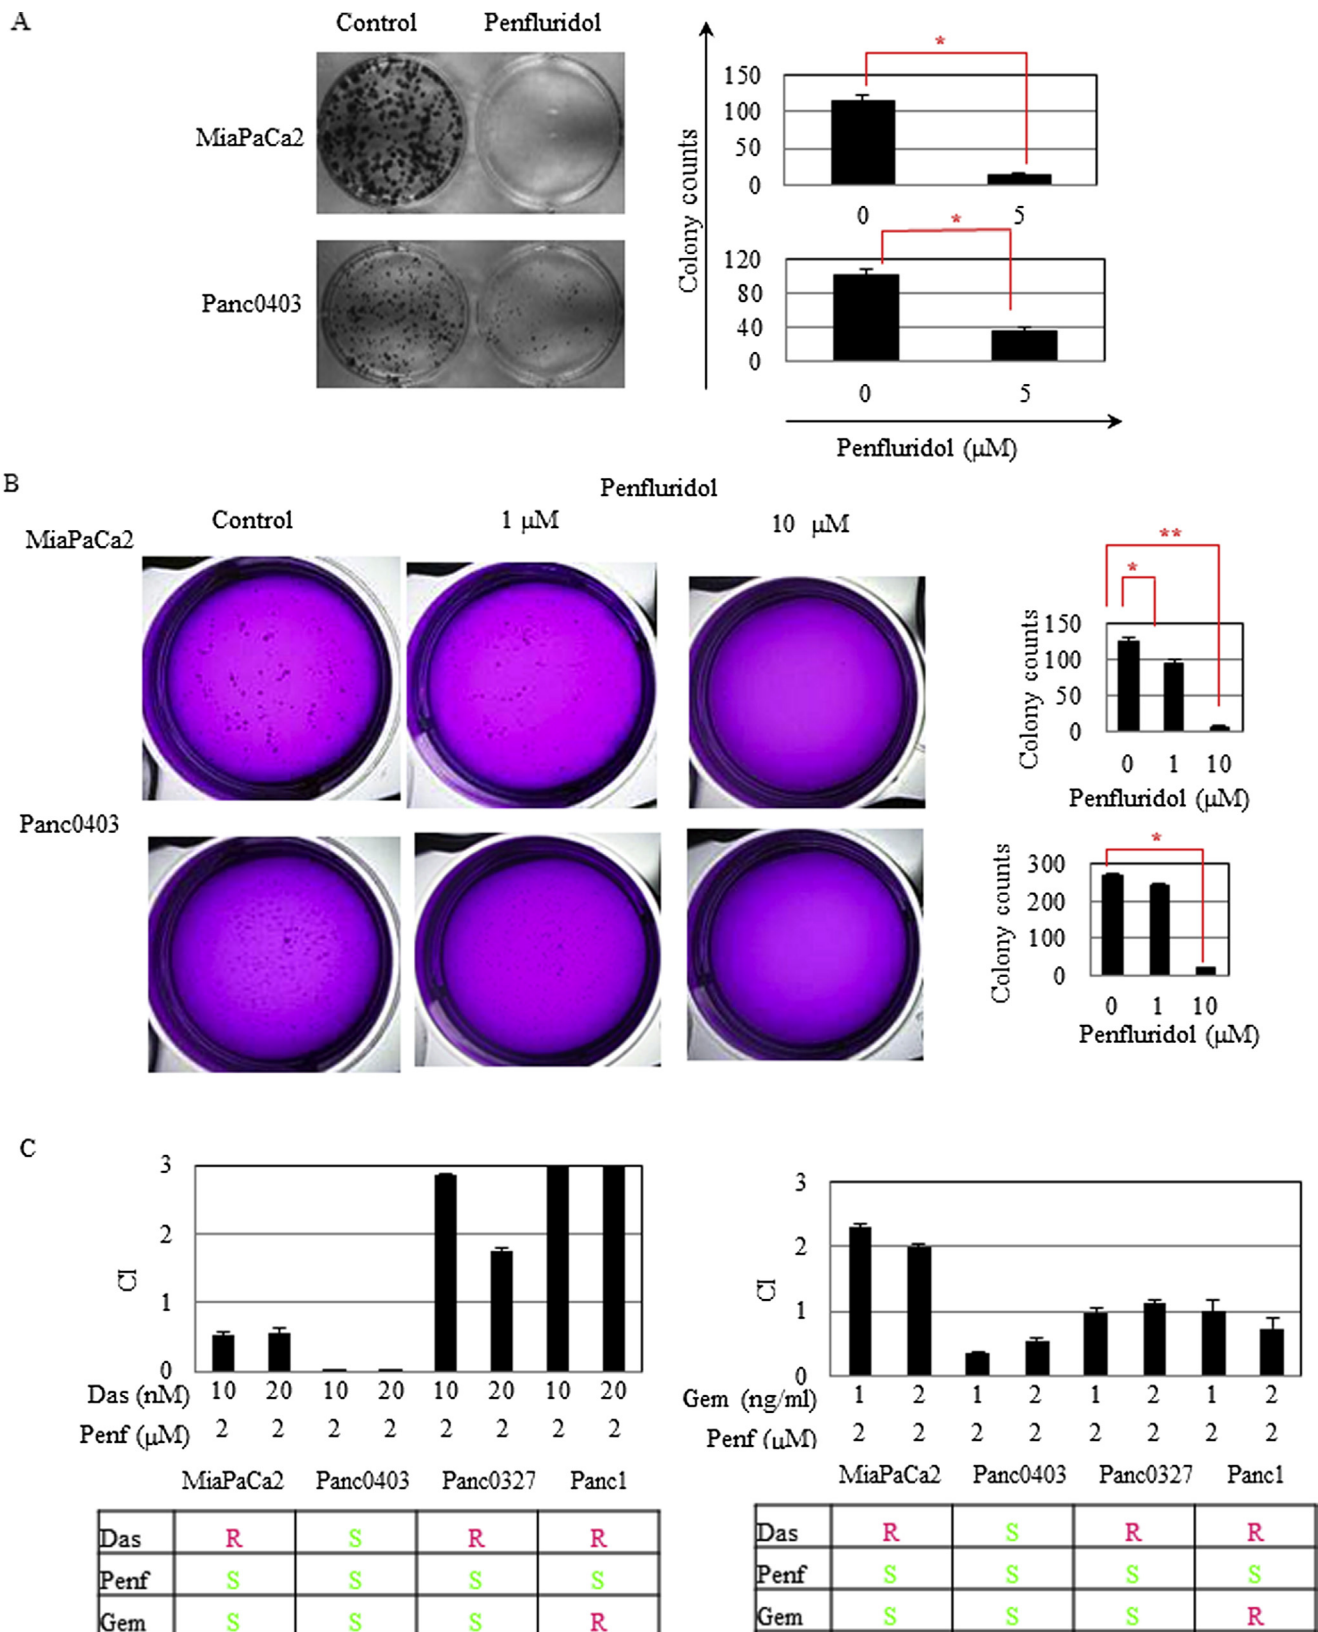 A
Control Penfluridol
MiaPaCa2
Panc0403
Colony counts
*
150
100
50
0
0 5
*
120
80
40
0
0 5
Penfluridol (µM)
B
Penfluridol
Control 1 µM 10 µM
MiaPaCa2
Panc0403
**
*
Colony counts
150
100
50
0
0 1 10
Penfluridol (µM)
*
Colony counts
300
200
100
0
0 1 10
Penfluridol (µM)
C
CI
3
2
1
0
Das (nM) 10 20 10 20 10 20 10 20
Penf (µM) 2 2 2 2 2 2 2 2
MiaPaCa2 Panc0403 Panc0327 Panc1
Das R S R R
Penf S S S S
Gem S S S R
CI
3
2
1
0
Gem (ng/ml) 1 2 1 2 1 2 1 2
Penf (µM) 2 2 2 2 2 2 2 2
MiaPaCa2 Panc0403 Panc0327 Panc1
Das R S R R
Penf S S S S
Gem S S S R